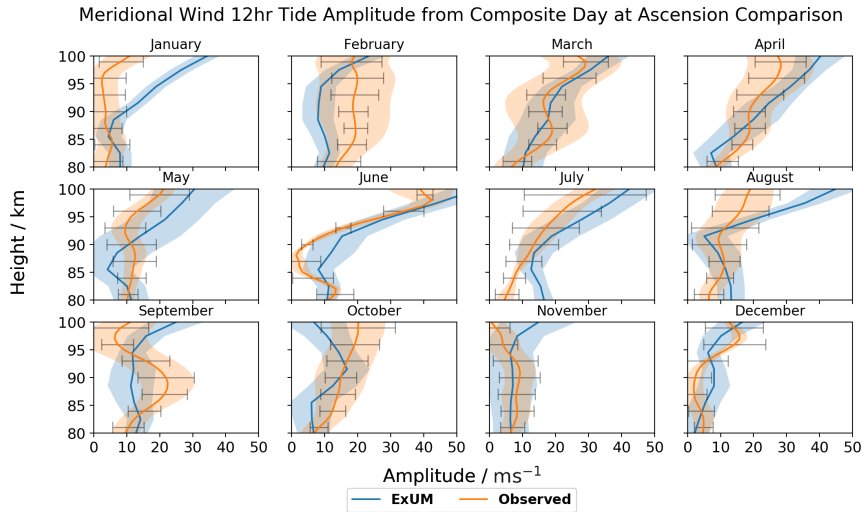 Meridional Wind 12hr Tide Amplitude from Composite Day at Ascension Comparison
January February March April
100
95
90
85
80
May June July August
100
95
90
85
80
September October November December
100
95
90
85
80
0 10 20 30 40 50 0 10 20 30 40 50 0 10 20 30 40 50 0 10 20 30 40 50
Height / km
Amplitude / ms⁻¹
ExUM Observed